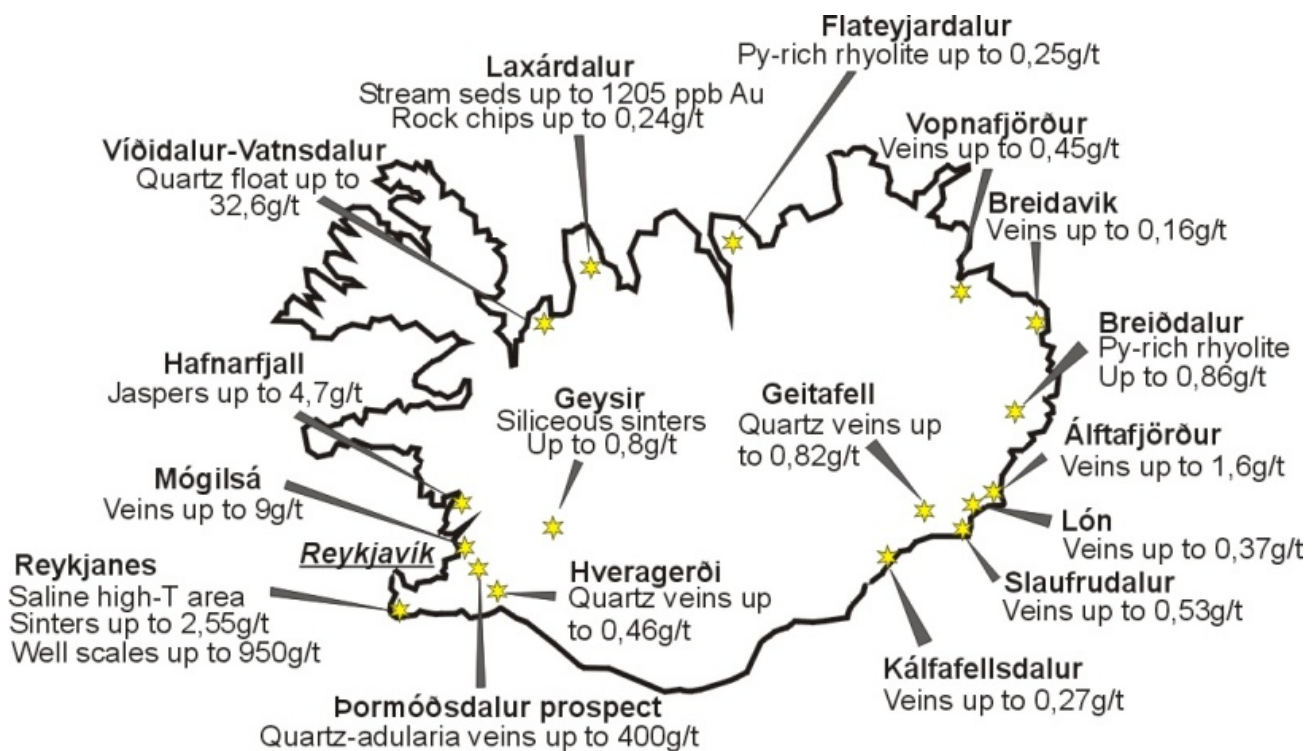 Flateyjardalur
Py-rich rhyolite up to 0,25g/t
Laxárdalur
Stream seds up to 1205 ppb Au
Rock chips up to 0,24g/t
Vopnafjörður
Veins up to 0,45g/t
Víðidalur-Vatnsdalur
Quartz float up to
32,6g/t
Breidavik
Veins up to 0,16g/t
Breiðdalur
Py-rich rhyolite
Up to 0,86g/t
Hafnarfjall
Jaspers up to 4,7g/t
Geysir
Siliceous sinters
Up to 0,8g/t
Geitafell
Quartz veins up
to 0,82g/t
Álftafjörður
Veins up to 1,6g/t
Mógilsá
Veins up to 9g/t
Lón
Veins up to 0,37g/t
Reykjavík
Reykjanes
Saline high-T area
Sinters up to 2,55g/t
Well scales up to 950g/t
Hveragerði
Quartz veins up
to 0,46g/t
Slaufrudalur
Veins up to 0,53g/t
Kálfafellsdalur
Veins up to 0,27g/t
Þormóðsdalur prospect
Quartz-adularia veins up to 400g/t